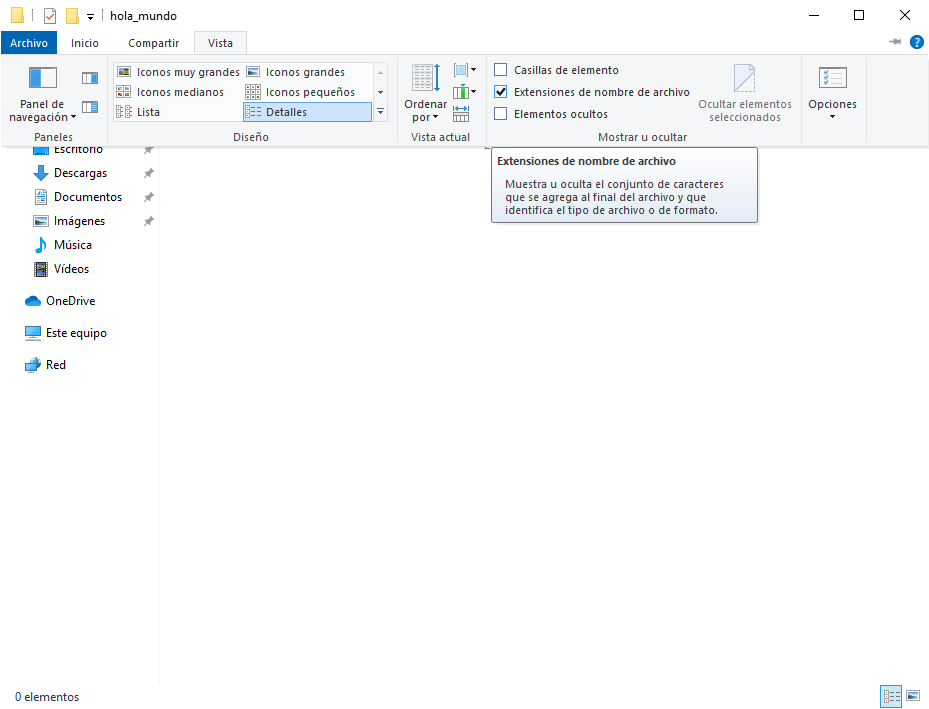 hola_mundo
Archivo Inicio Compartir Vista
?
Panel de
navegación
Paneles
Iconos muy grandes Iconos grandes
Iconos medianos Iconos pequeños
Lista Detalles
Diseño
Ordenar
por
Vista actual
Casillas de elemento
Extensiones de nombre de archivo
Elementos ocultos
Ocultar elementos
seleccionados
Mostrar u ocultar
Opciones
Extensiones de nombre de archivo
Muestra u oculta el conjunto de caracteres
que se agrega al final del archivo y que
identifica el tipo de archivo o de formato.
Escritorio
Descargas
Documentos
Imágenes
Música
Vídeos
OneDrive
Este equipo
Red
0 elementos